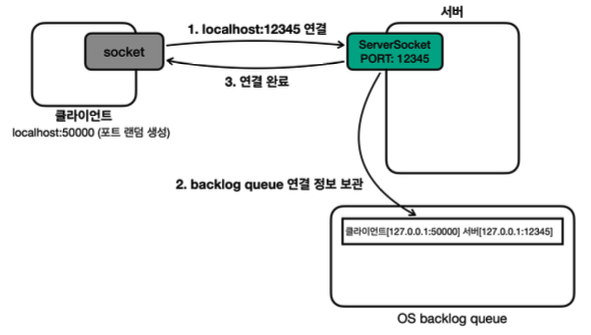 서버
1. localhost:12345 연결
socket
ServerSocket
PORT: 12345
3. 연결 완료
클라이언트
localhost:50000 (포트 랜덤 생성)
2. backlog queue 연결 정보 보관
클라이언트[127.0.0.1:50000] 서버[127.0.0.1:12345]
OS backlog queue